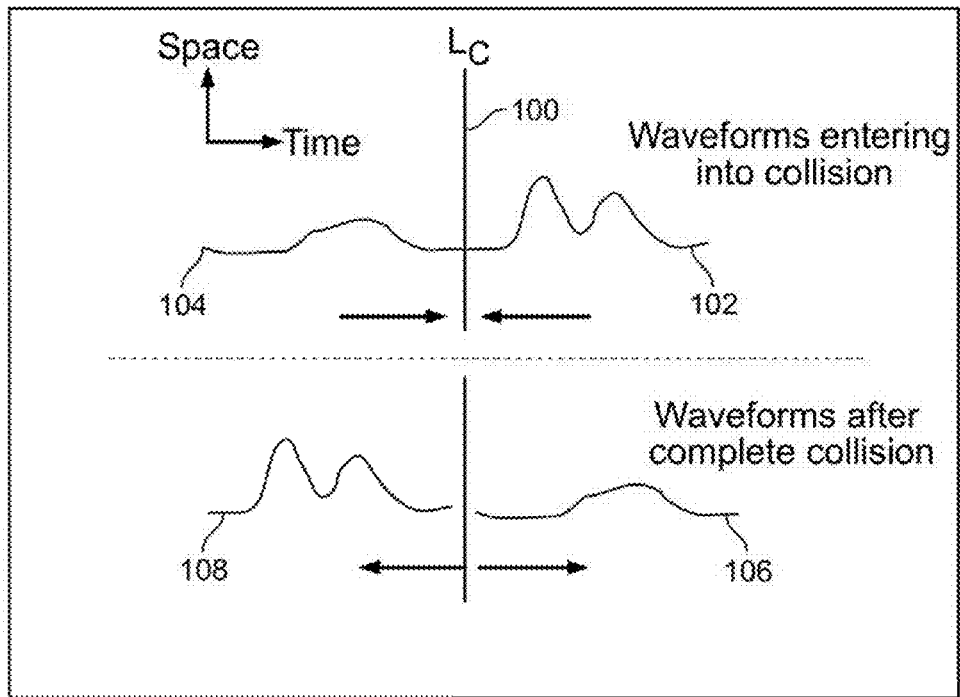 Space
L_C
100
Time
Waveforms entering
into collision
104
102
Waveforms after
complete collision
108
106